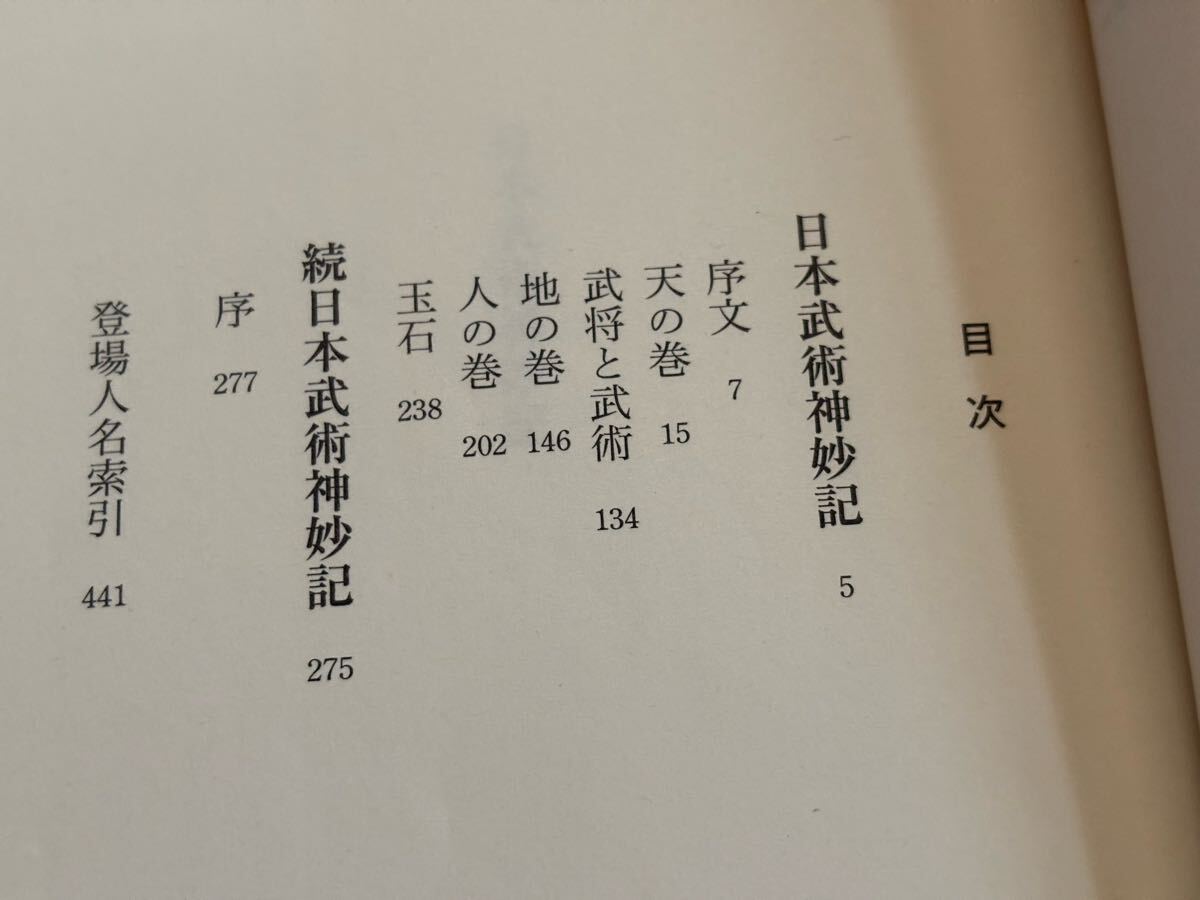 目次
日本武術神妙記 5
序文 7
天の巻 15
武将と武術 134
地の巻 146
人の巻 202
玉石 238
続日本武術神妙記 275
序 277
登場人名索引 441